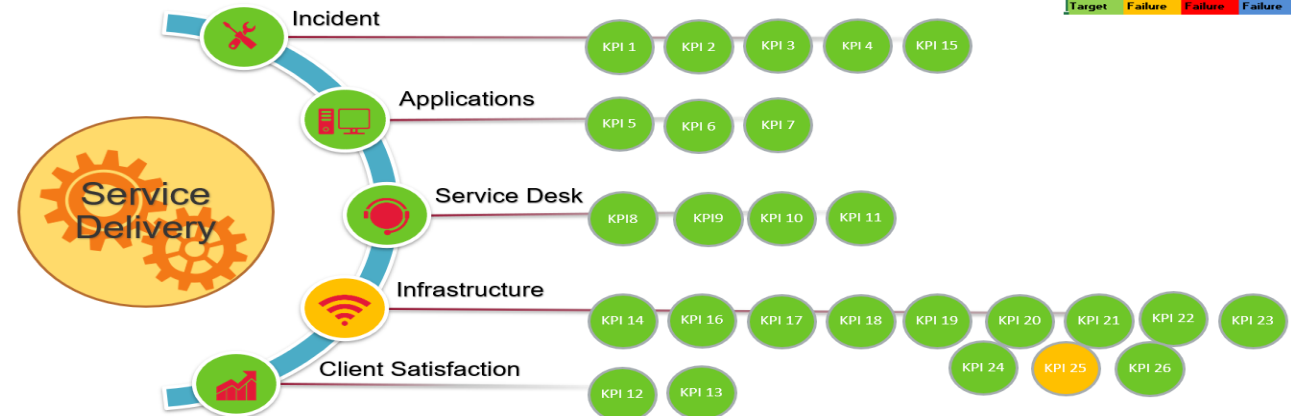 Target Failure Failure Failure
Incident
KPI 1 KPI 2 KPI 3 KPI 4 KPI 15
Applications
KPI 5 KPI 6 KPI 7
Service
Delivery
Service Desk
KPI8 KPI9 KPI 10 KPI 11
Infrastructure
KPI 14 KPI 16 KPI 17 KPI 18 KPI 19 KPI 20 KPI 21 KPI 22 KPI 23
KPI 24 KPI 25 KPI 26
Client Satisfaction
KPI 12 KPI 13